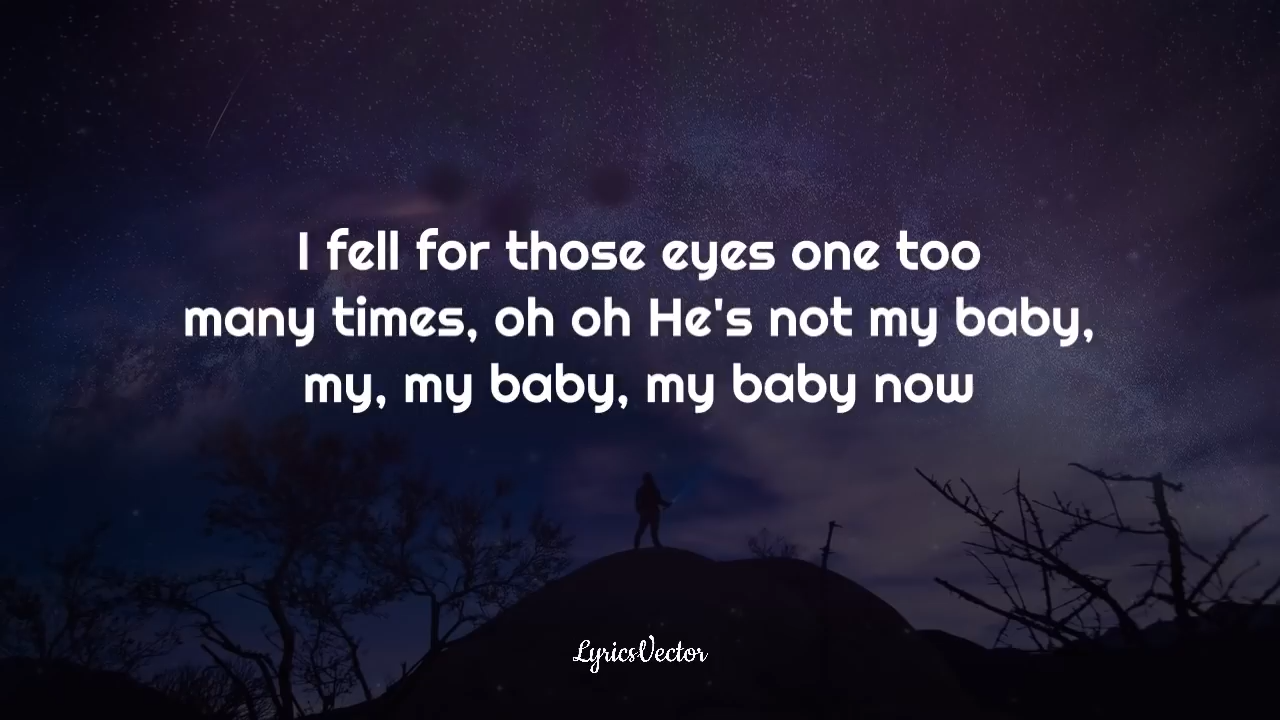 I fell for those eyes one too
many times, oh oh He's not my baby,
my, my baby, my baby now
LyricsVector